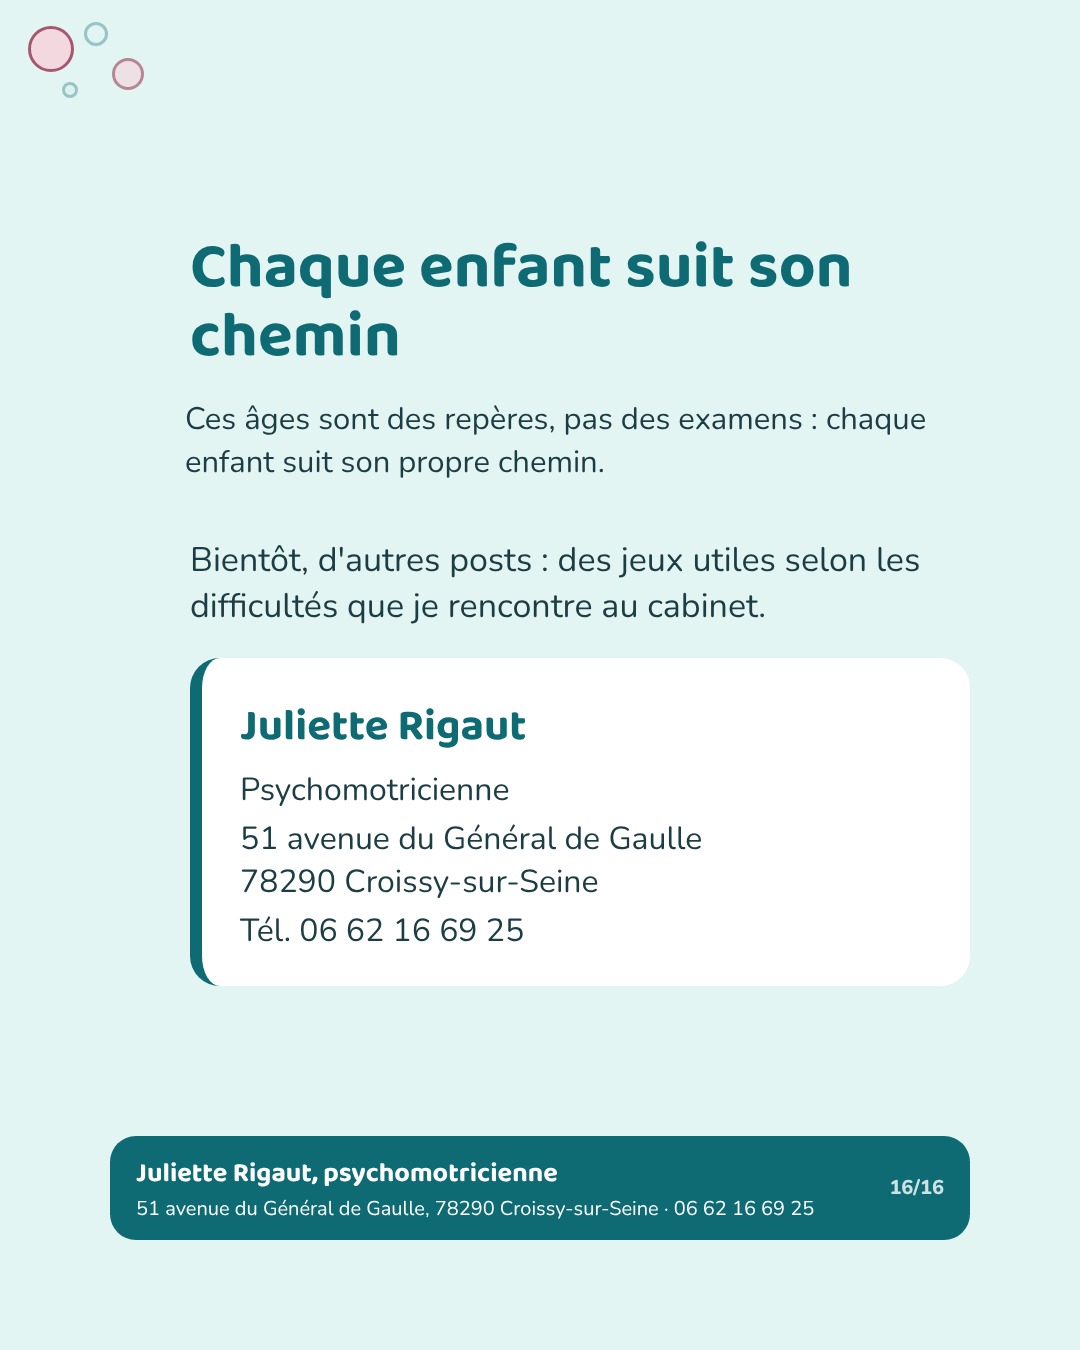 Chaque enfant suit son
chemin
Ces âges sont des repères, pas des examens : chaque
enfant suit son propre chemin.
Bientôt, d'autres posts : des jeux utiles selon les
difficultés que je rencontre au cabinet.
Juliette Rigaut
Psychomotricienne
51 avenue du Général de Gaulle
78290 Croissy-sur-Seine
Tél. 06 62 16 69 25
Juliette Rigaut, psychomotricienne
51 avenue du Général de Gaulle, 78290 Croissy-sur-Seine · 06 62 16 69 25
16/16